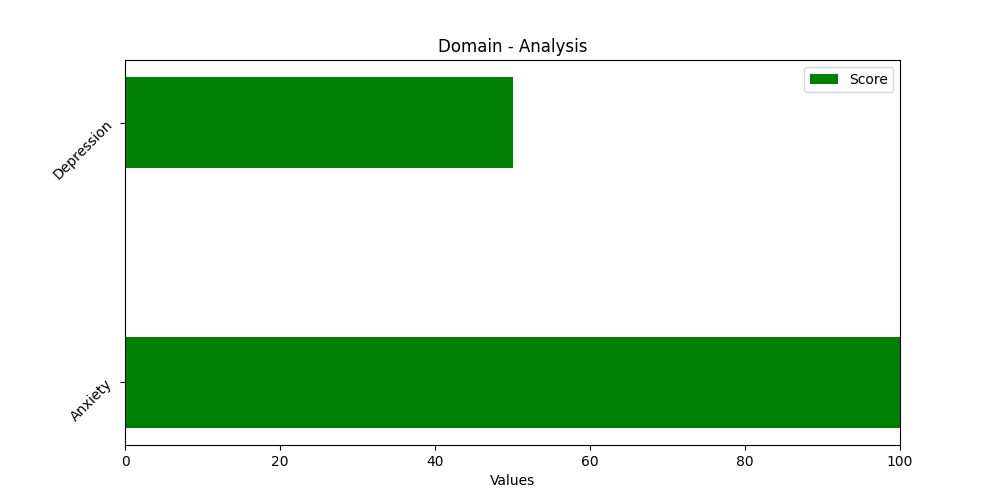 Domain - Analysis
Score
Depression
Anxiety
0 20 40 60 80 100
Values